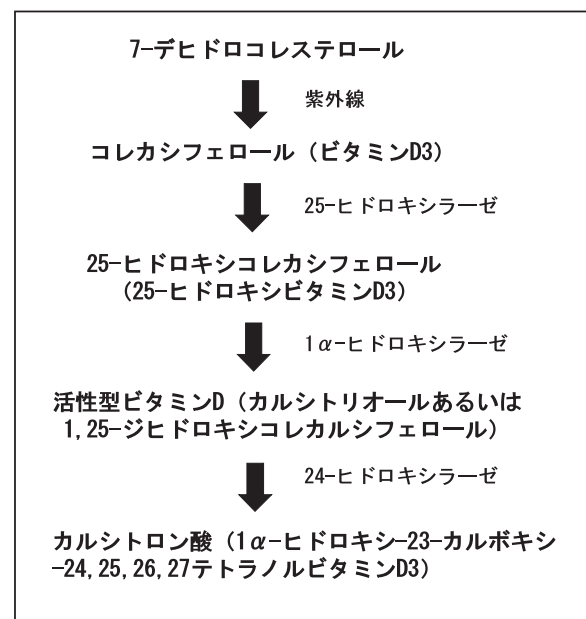 7-デヒドロコレステロール
紫外線
コレカシフェロール（ビタミンD3）
25-ヒドロキシラーゼ
25-ヒドロキシコレカシフェロール
（25-ヒドロキシビタミンD3）
1α-ヒドロキシラーゼ
活性型ビタミンD（カルシトリオールあるいは
1,25-ジヒドロキシコレカルシフェロール）
24-ヒドロキシラーゼ
カルシトロン酸（1α-ヒドロキシ-23-カルボキシ
-24,25,26,27テトラノルビタミンD3）